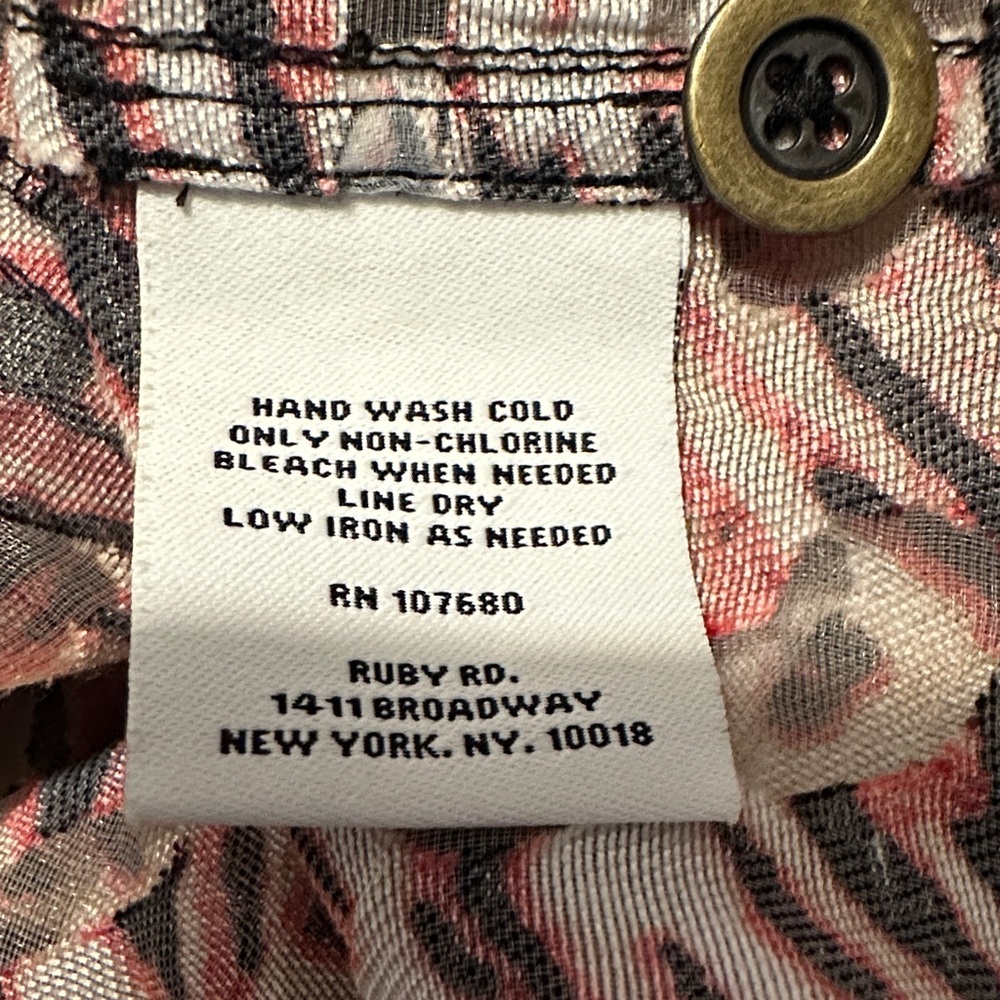 HAND WASH COLD
ONLY NON-CHLORINE
BLEACH WHEN NEEDED
LINE DRY
LOW IRON AS NEEDED
RN 107680
RUBY RD.
1411 BROADWAY
NEW YORK. NY. 10018